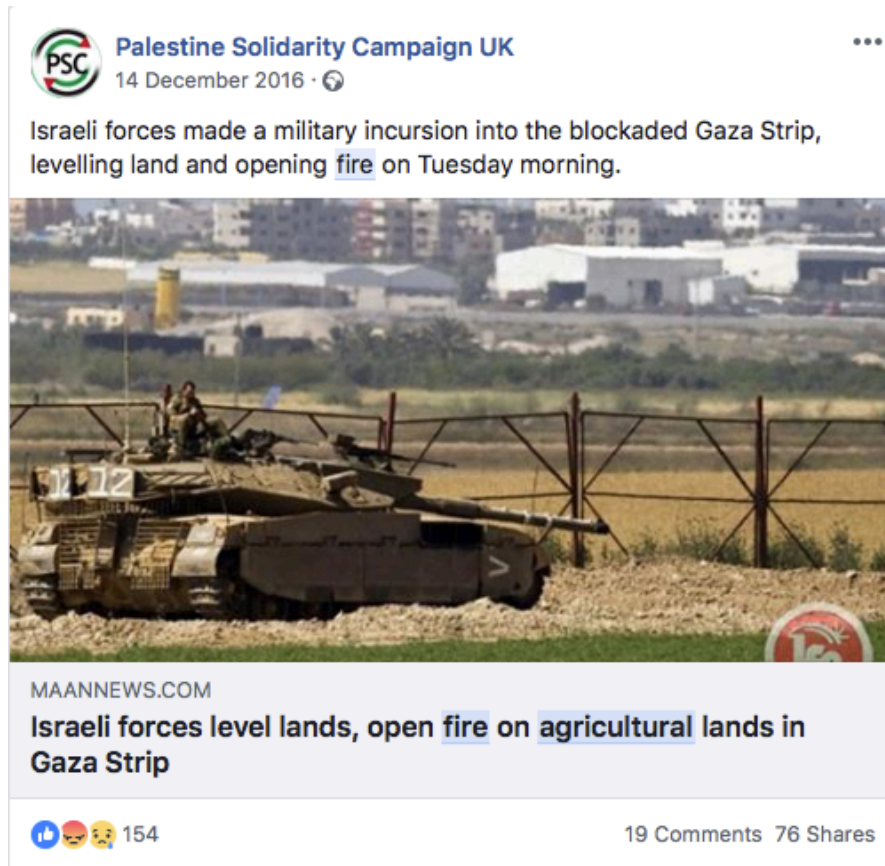 PSC
Palestine Solidarity Campaign UK
14 December 2016 ·
Israeli forces made a military incursion into the blockaded Gaza Strip,
levelling land and opening fire on Tuesday morning.
12 12
MAANNEWS.COM
Israeli forces level lands, open fire on agricultural lands in
Gaza Strip
154
19 Comments 76 Shares